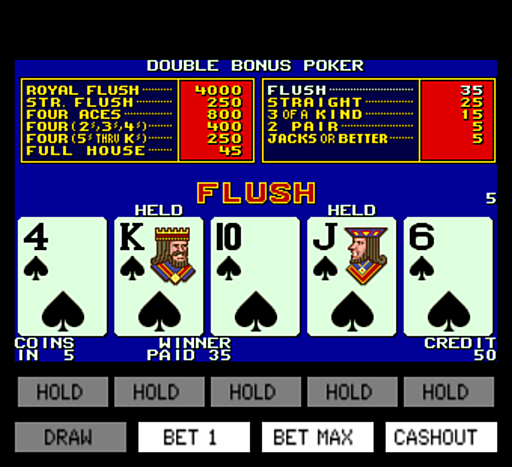 DOUBLE BONUS POKER
ROYAL FLUSH 4000
STR. FLUSH 250
FOUR ACES 800
FOUR (2'S,3'S,4'S) 400
FOUR (5'S THRU K'S) 250
FULL HOUSE 45
FLUSH 35
STRAIGHT 25
3 OF A KIND 15
2 PAIR 5
JACKS OR BETTER 5
FLUSH
5
HELD HELD
4 K 10 J 6
COINS IN 5
WINNER PAID 35
CREDIT 50
HOLD HOLD HOLD HOLD HOLD
DRAW BET 1 BET MAX CASHOUT